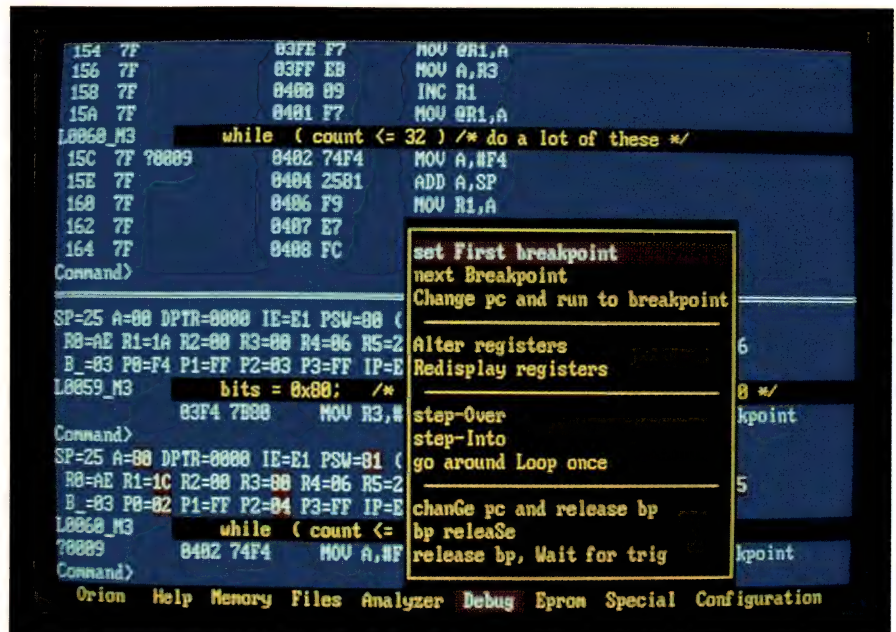 154 7F 03FE F7 MOV @R1,A
156 7F 03FF EB MOV A,R3
158 7F 0400 09 INC R1
15A 7F 0401 F7 MOV @R1,A
L0060_M3 while ( count <= 32 ) /* do a lot of these */
15C 7F ?0009 0402 74F4 MOV A,#F4
15E 7F 0404 2581 ADD A,SP
160 7F 0406 F9 MOV R1,A
162 7F 0407 E7
164 7F 0408 FC
Command>
set First breakpoint
next Breakpoint
Change pc and run to breakpoint
Alter registers
Redisplay registers
step-Over
step-Into
go around Loop once
chanGe pc and release bp
bp releaSe
release bp, Wait for trig
SP=25 A=00 DPTR=0000 IE=E1 PSW=80 (
R0=AE R1=1A R2=00 R3=00 R4=06 R5=2 6
B_=03 P0=F4 P1=FF P2=03 P3=FF IP=E
L0059_M3 bits = 0x80; /* 0 */
03F4 7B80 MOV R3,# kpoint
Command>
SP=25 A=80 DPTR=0000 IE=E1 PSW=81 (
R0=AE R1=1C R2=00 R3=80 R4=06 R5=2 5
B_=03 P0=02 P1=FF P2=04 P3=FF IP=E
L0060_M3 while ( count <=
?0009 0402 74F4 MOV A,#F kpoint
Command>
Orion Help Memory Files Analyzer Debug Eprom Special Configuration